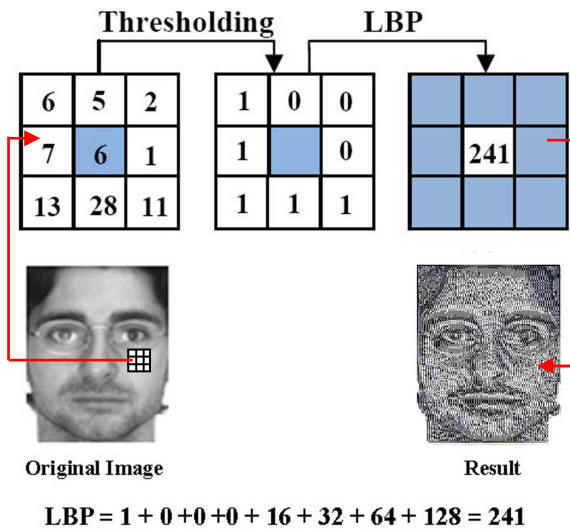 Thresholding LBP
6 5 2 1 0 0
7 6 1 1 0 241
13 28 11 1 1 1
Original Image Result
LBP = 1 + 0 +0 +0 + 16 + 32 + 64 + 128 = 241